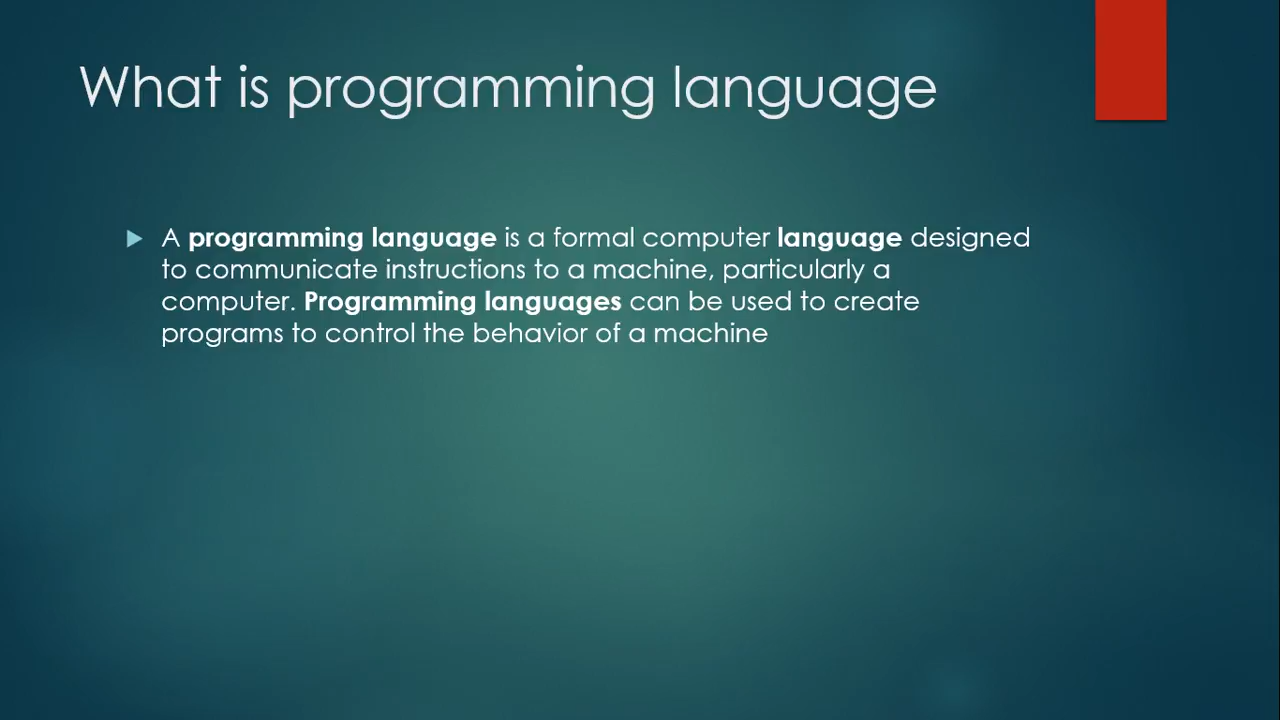 What is programming language
A programming language is a formal computer language designed
to communicate instructions to a machine, particularly a
computer. Programming languages can be used to create
programs to control the behavior of a machine